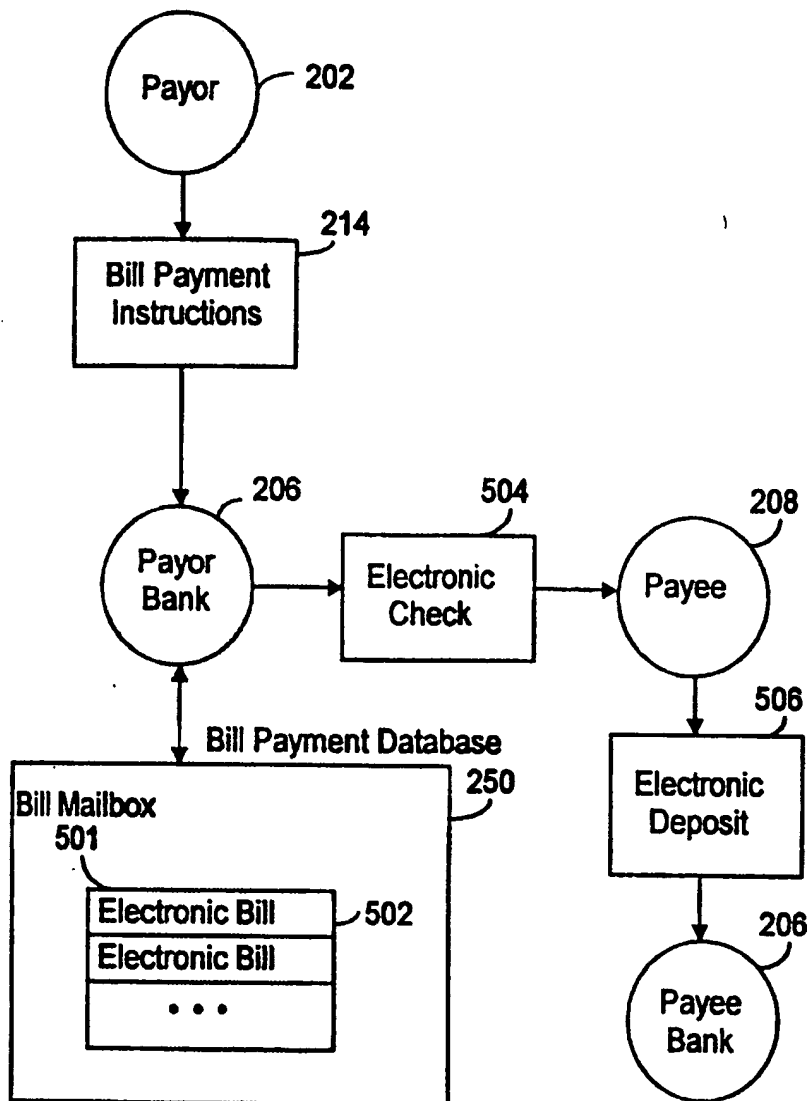 Payor
202
214
Bill Payment
Instructions
206
504
208
Payor
Bank
Electronic
Check
Payee
506
Bill Payment Database
250
Electronic
Deposit
Bill Mailbox
501
Electronic Bill
502
Electronic Bill
• • •
206
Payee
Bank